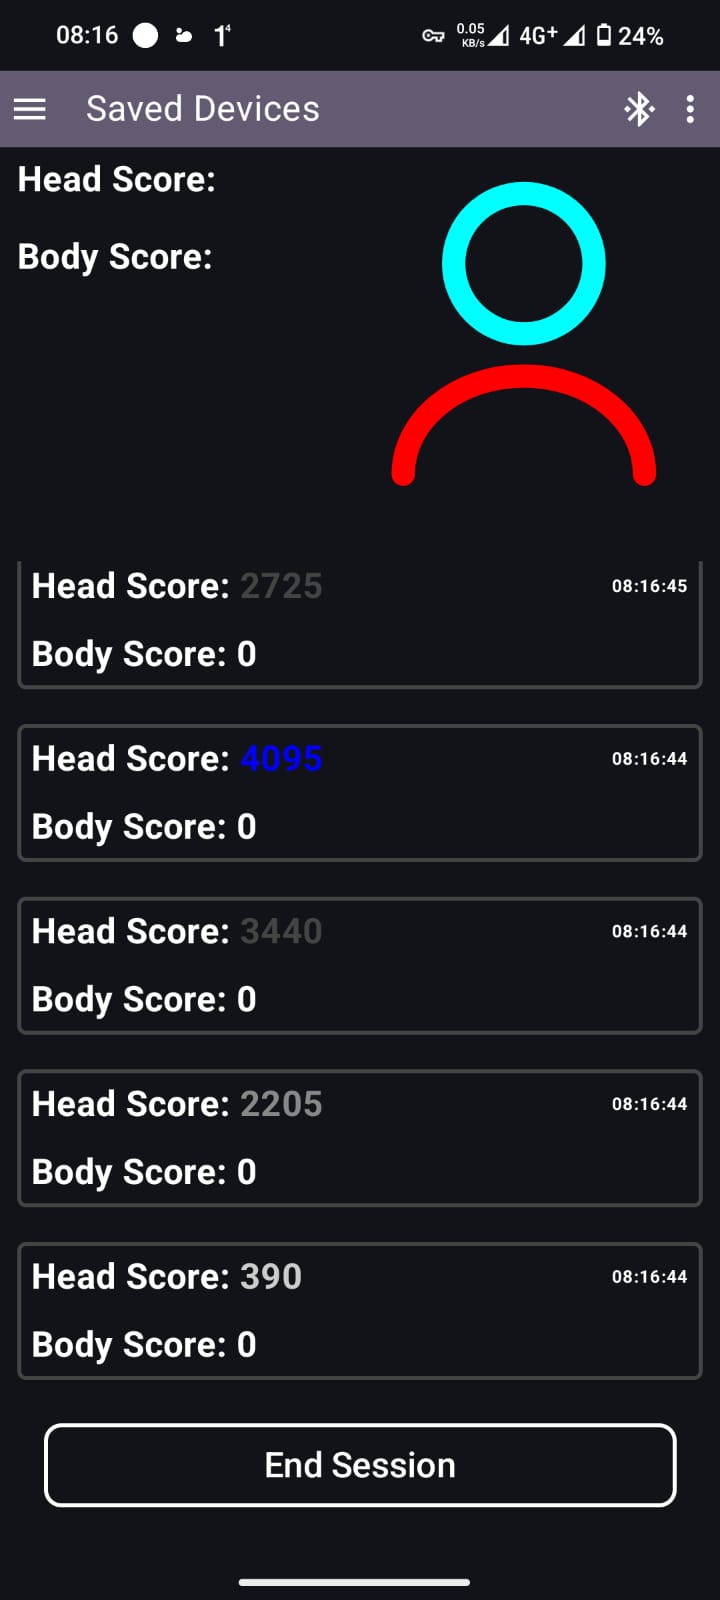 08:16 1⁴ 0.05 KB/s 4G+ 24%
Saved Devices
Head Score:
Body Score:
Head Score: 2725 08:16:45
Body Score: 0
Head Score: 4095 08:16:44
Body Score: 0
Head Score: 3440 08:16:44
Body Score: 0
Head Score: 2205 08:16:44
Body Score: 0
Head Score: 390 08:16:44
Body Score: 0
End Session